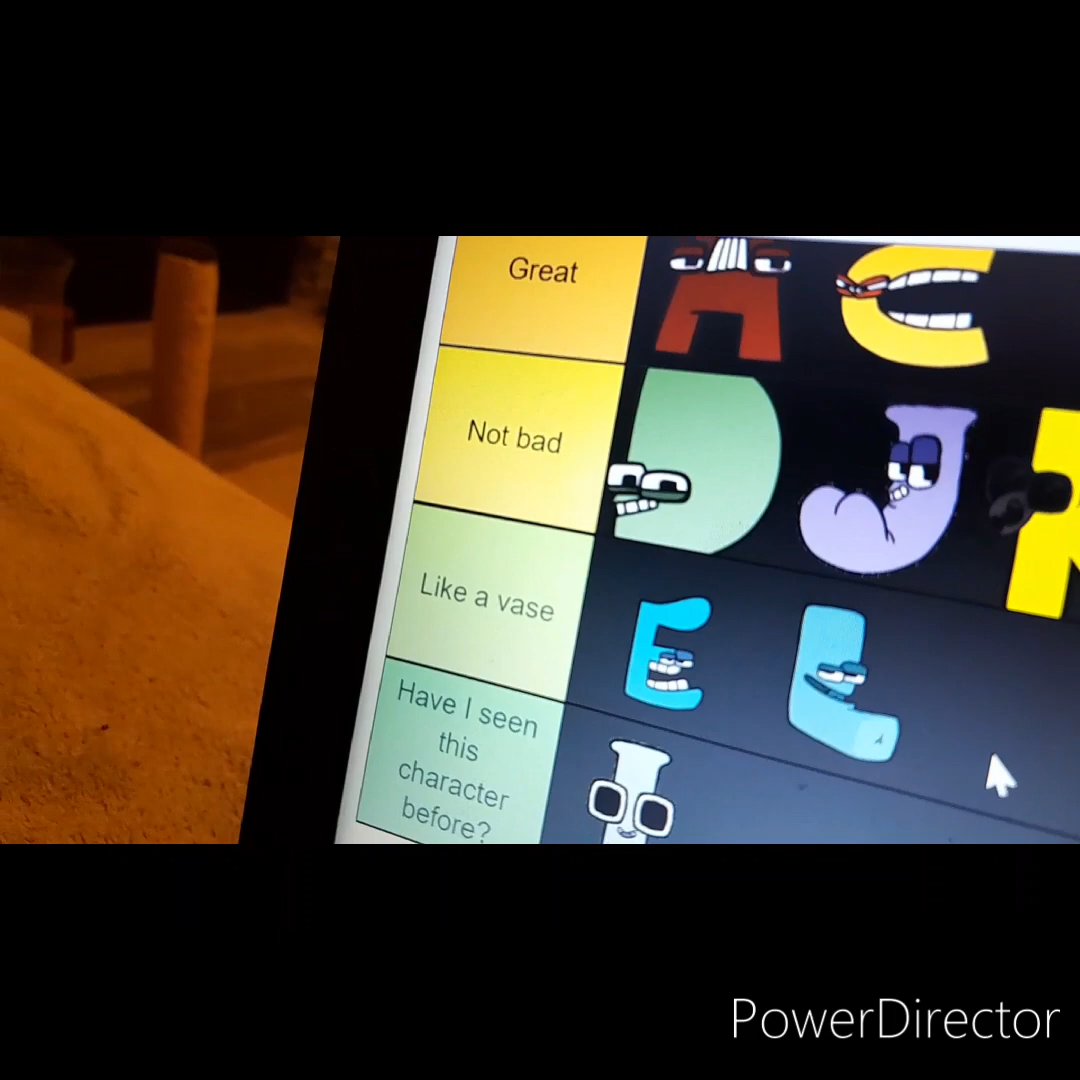 Great
Not bad
Like a vase
Have I seen
this
character
before?
PowerDirector